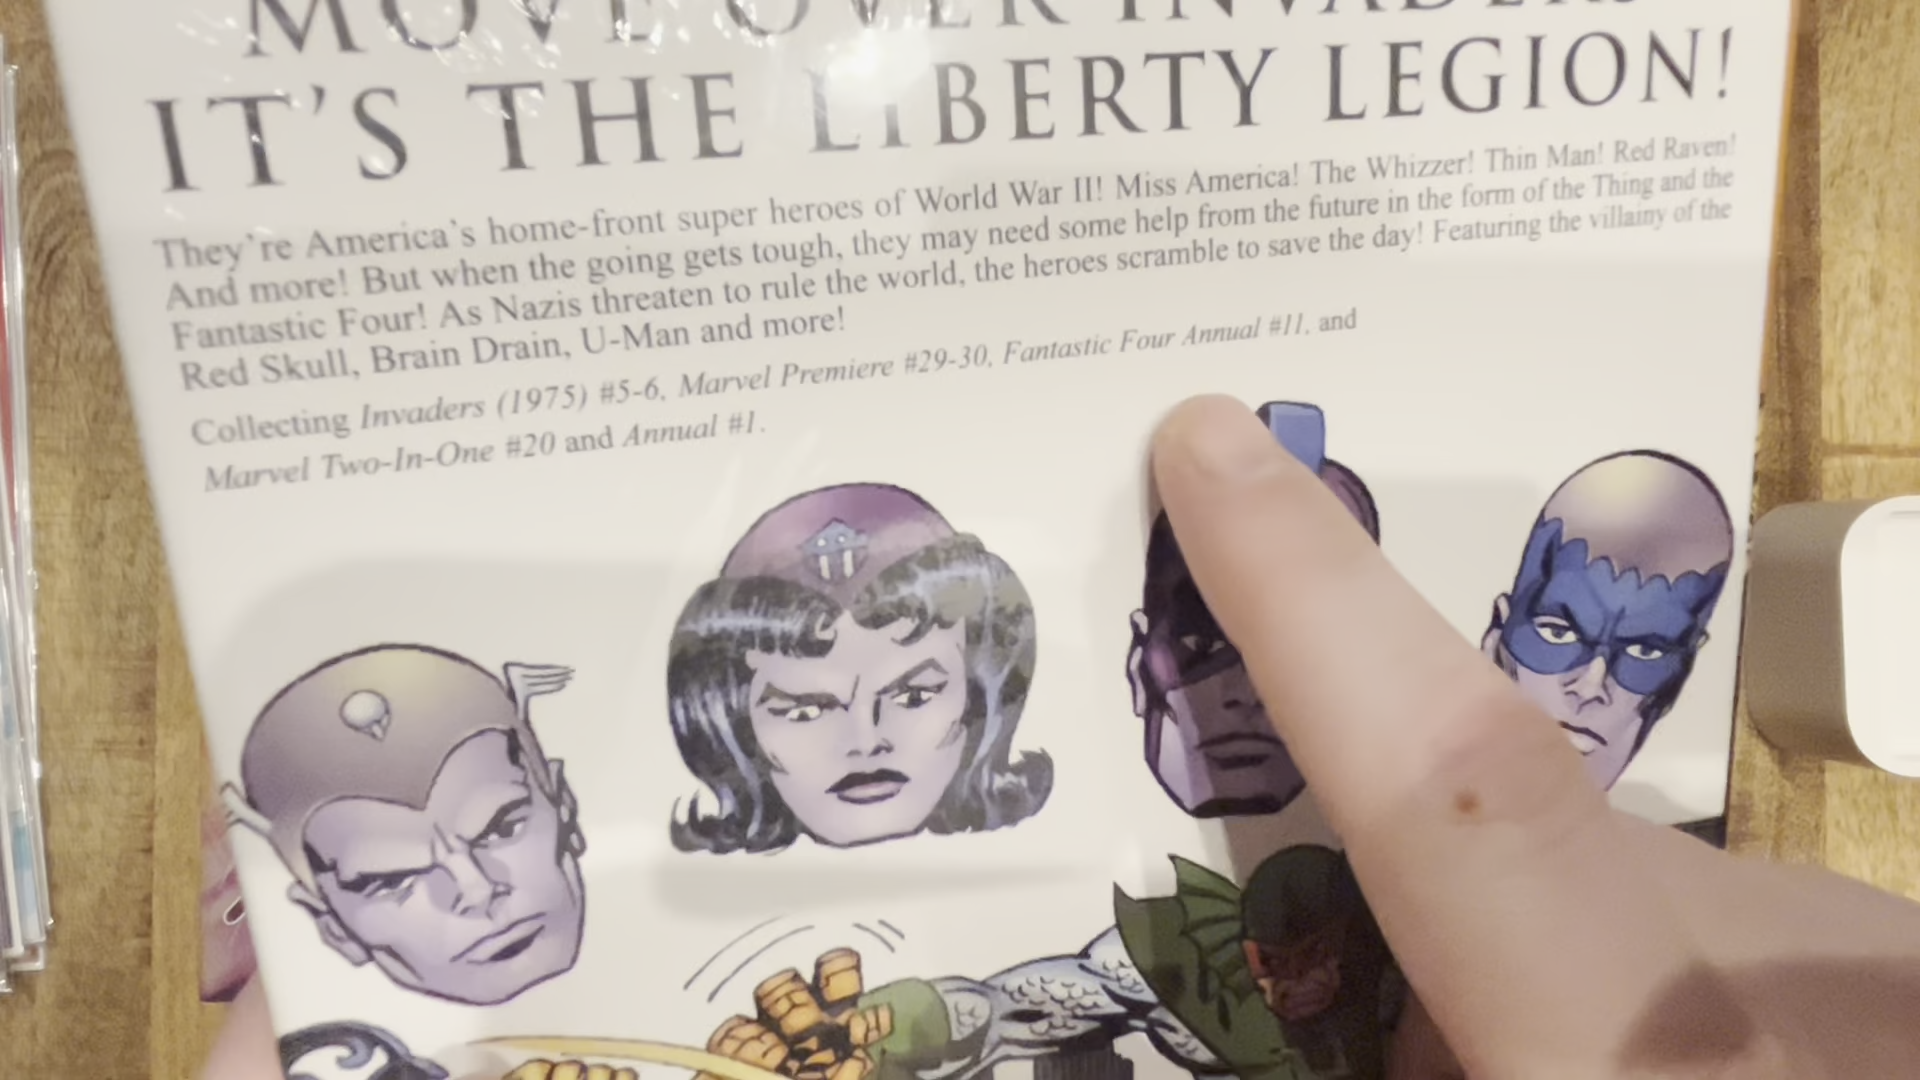 MOVE OVER INVADERS
IT'S THE LIBERTY LEGION!
They're America's home-front super heroes of World War II! Miss America! The Whizzer! Thin Man! Red Raven!
And more! But when the going gets tough, they may need some help from the future in the form of the Thing and the
Fantastic Four! As Nazis threaten to rule the world, the heroes scramble to save the day! Featuring the villainy of the
Red Skull, Brain Drain, U-Man and more!
Collecting Invaders (1975) #5-6, Marvel Premiere #29-30, Fantastic Four Annual #11, and
Marvel Two-In-One #20 and Annual #1.